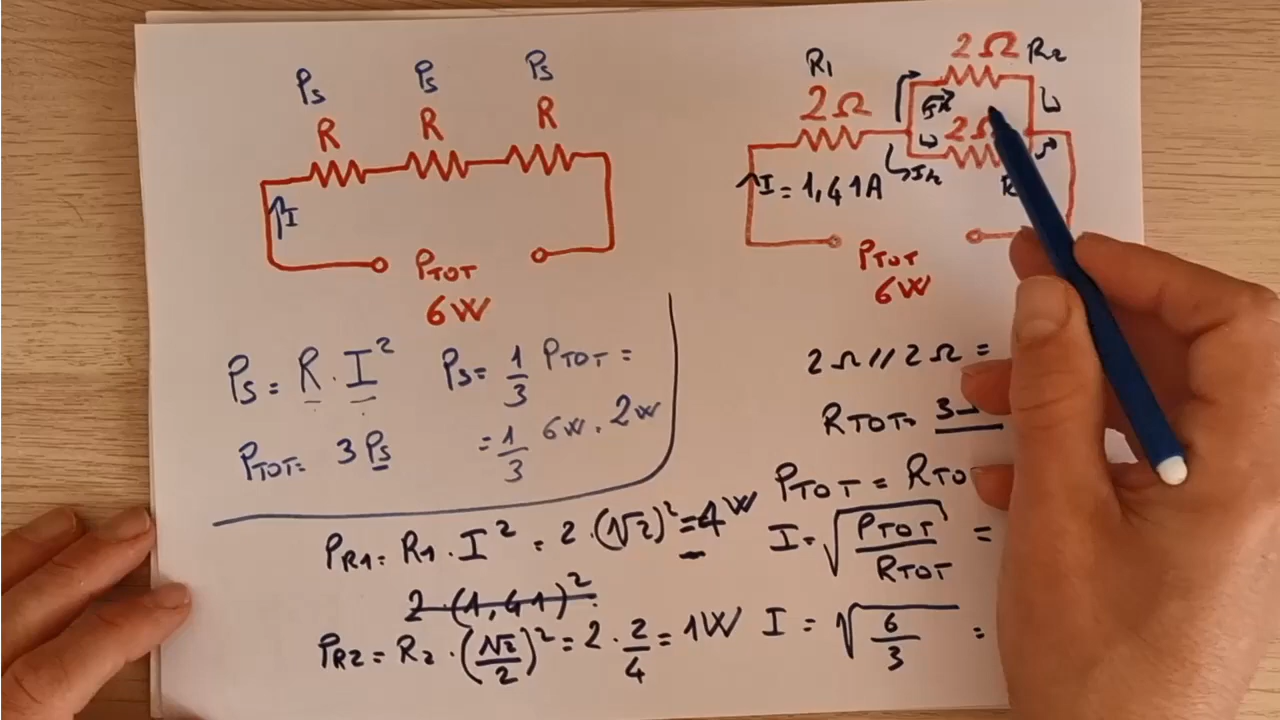 Ps Ps Ps
R R R
I
PTOT
6W
Ps = R · I²
PTOT = 3Ps
Ps = 1/3 PTOT =
= 1/3 6W . 2W
R1
2Ω
2Ω R2
2Ω
I = 1,41A
PTOT
6W
2Ω // 2Ω =
RTOT = 3
PTOT = RTO
I = √(PTOT/RTOT) =
I = √(6/3) =
PR1 = R1 · I² = 2 · (√2)² = 4W
2 · (1,41)²
PR2 = R2 · (√2/2)² = 2 · 2/4 = 1W